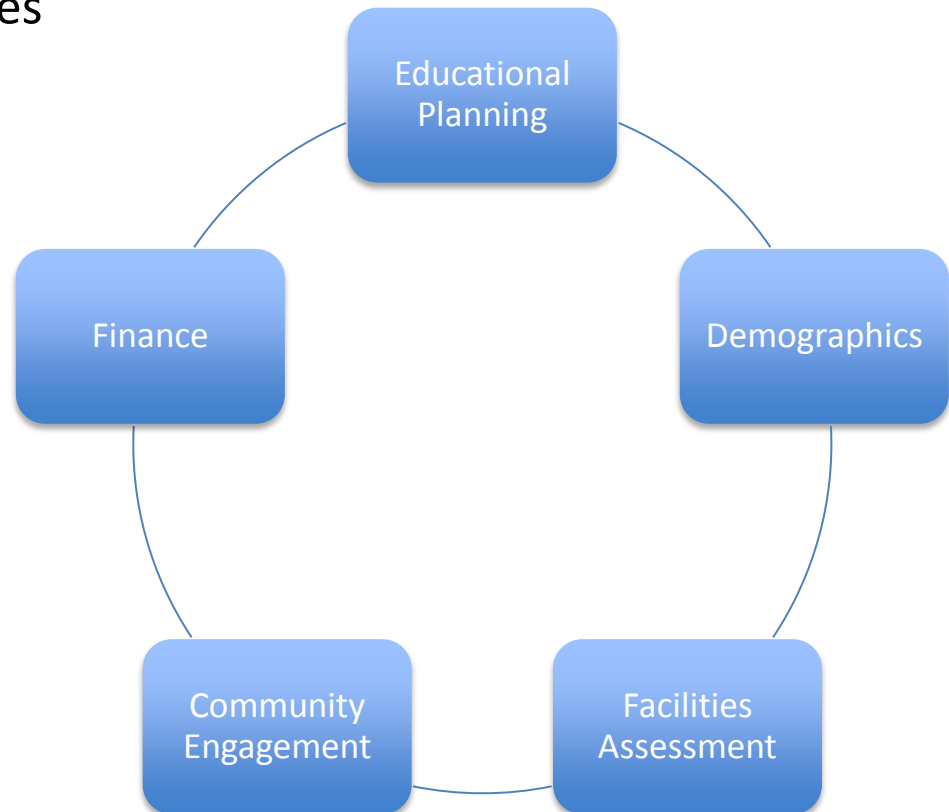 es
Educational
Planning
Finance
Demographics
Community
Engagement
Facilities
Assessment